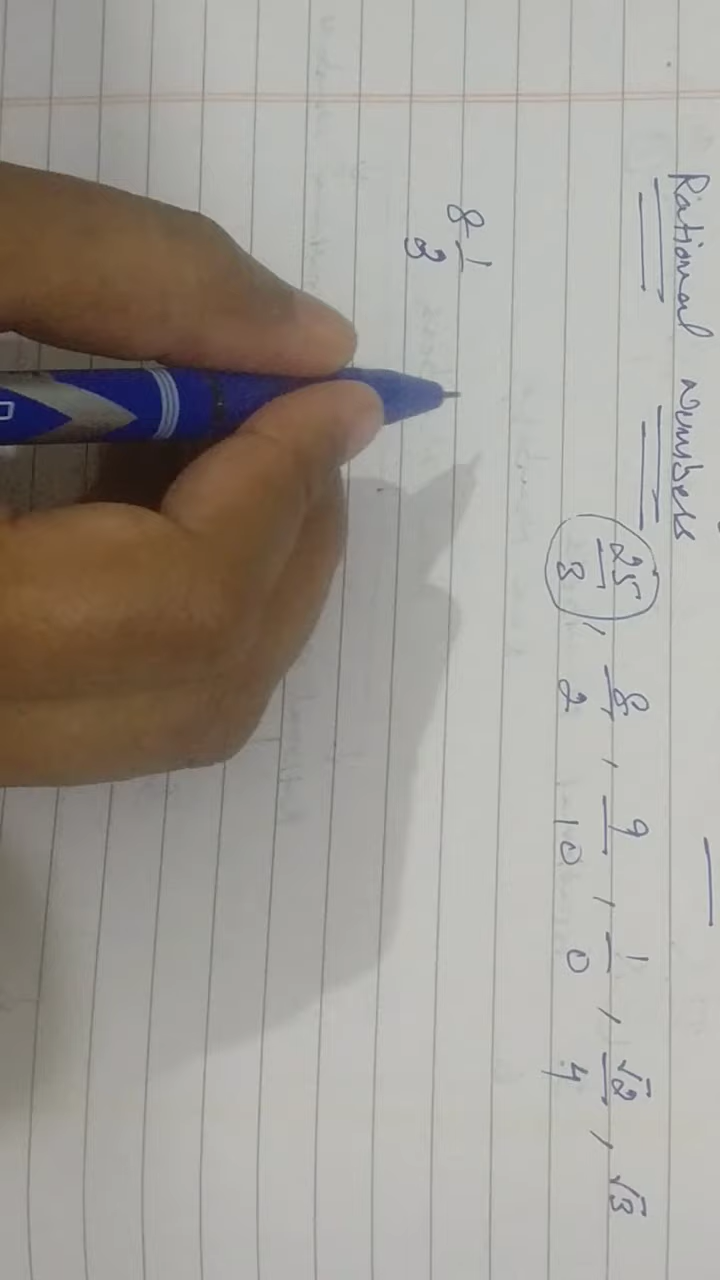 Rational Numbers
25/3 , 8/2 , 9/10 , 1/0 , √2/4 , √3
8 1/3